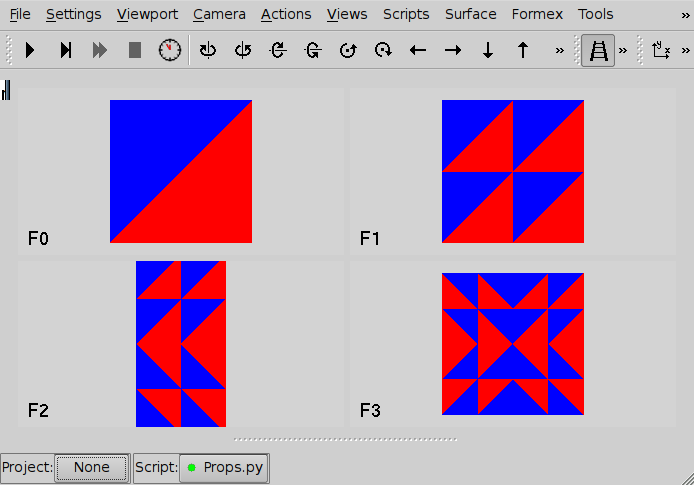 File Settings Viewport Camera Actions Views Scripts Surface Formex Tools »
» » »
F0 F1
F2 F3
Project: None Script: Props.py